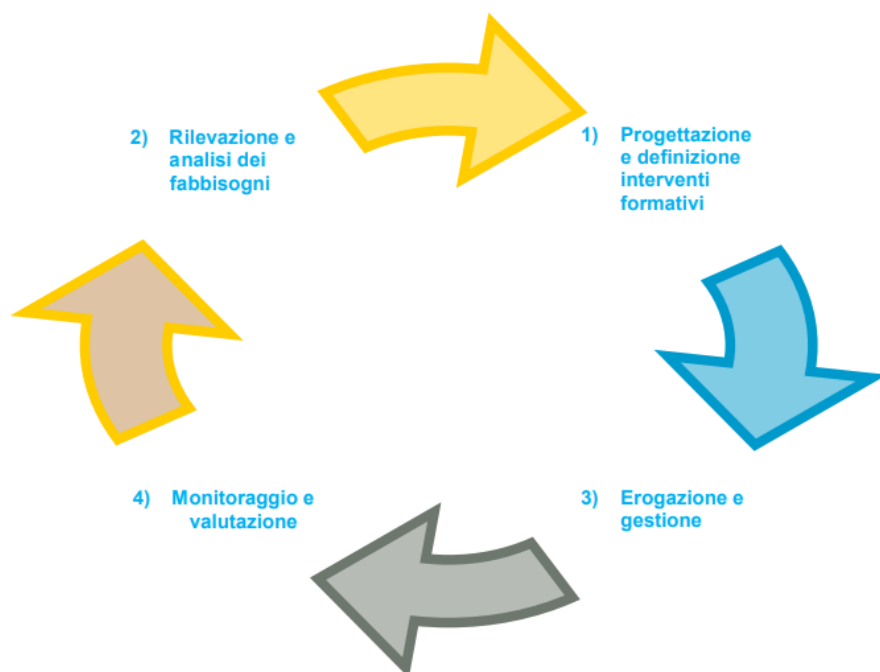 2) Rilevazione e
analisi dei
fabbisogni
1) Progettazione
e definizione
interventi
formativi
4) Monitoraggio e
valutazione
3) Erogazione e
gestione